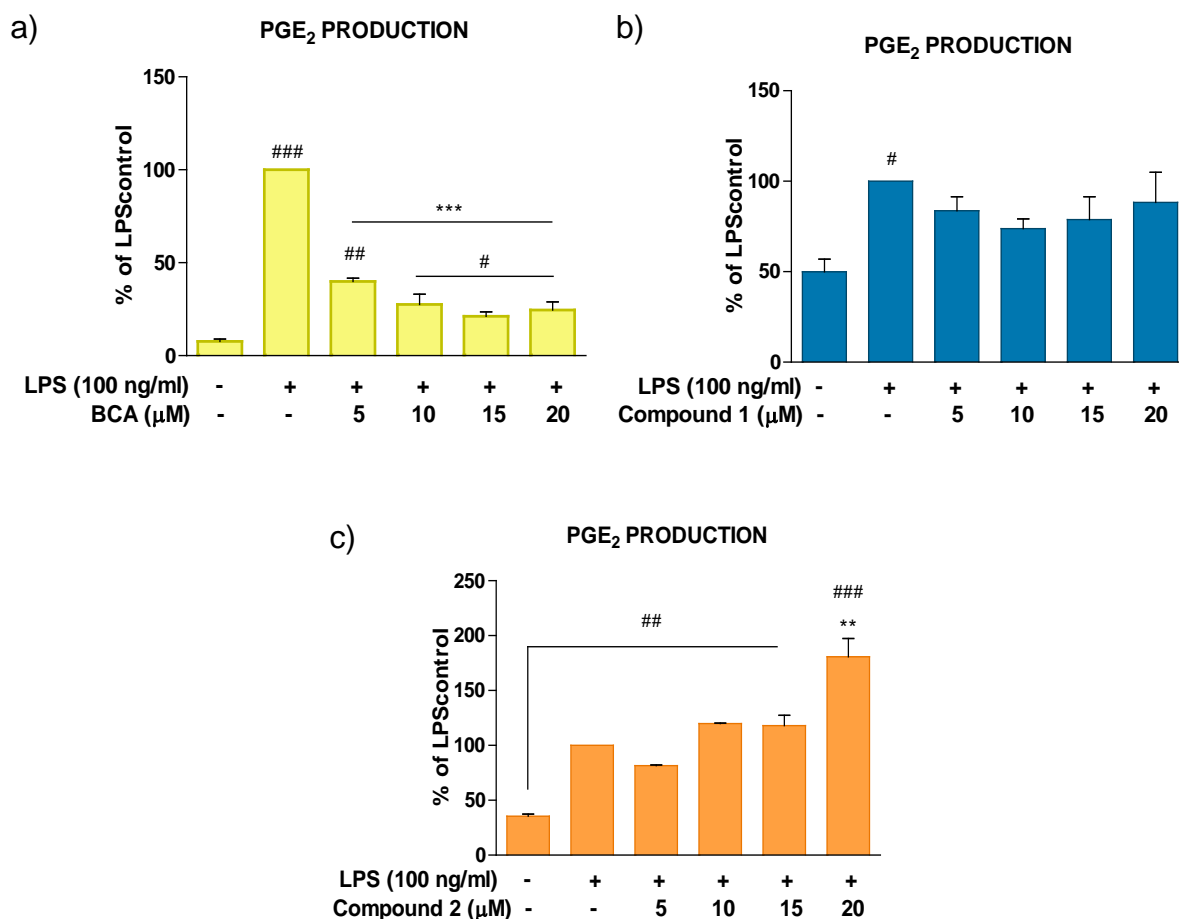 a)
PGE₂ PRODUCTION
150
100
50
0
% of LPScontrol
###
##
***
#
LPS (100 ng/ml) - + + + + +
BCA (μM) - - 5 10 15 20
b)
PGE₂ PRODUCTION
150
100
50
0
% of LPScontrol
#
LPS (100 ng/ml) - + + + + +
Compound 1 (μM) - - 5 10 15 20
c)
PGE₂ PRODUCTION
250
200
150
100
50
0
% of LPScontrol
##
###
**
LPS (100 ng/ml) - + + + + +
Compound 2 (μM) - - 5 10 15 20